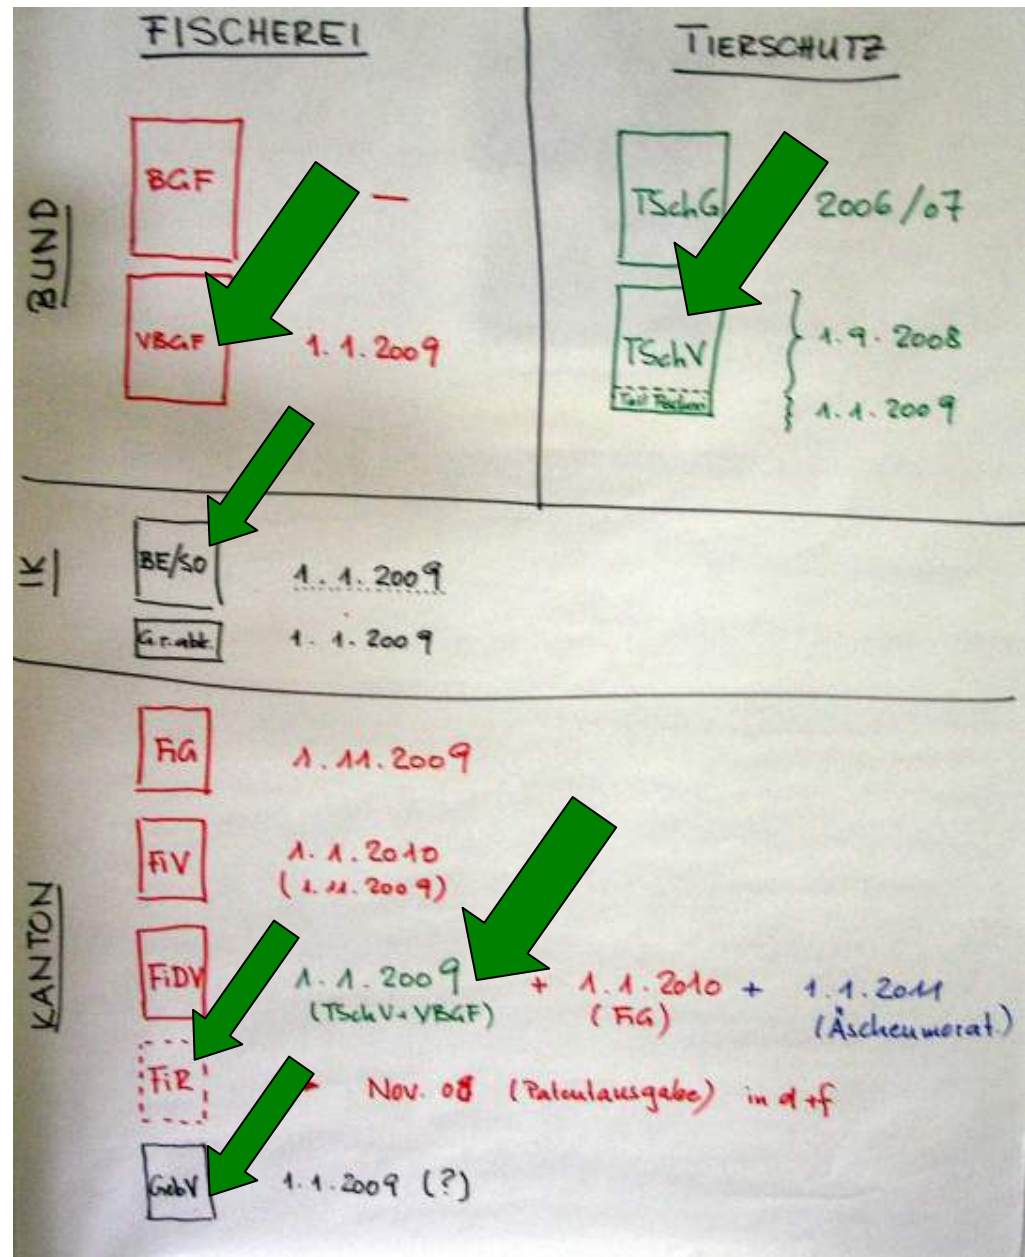 FISCHEREI
TIERSCHUTZ
BUND
BGF –
TSchG 2006/07
VBGF 1.1.2009
TSchV } 1.9.2008
} 1.1.2009
IK
BE/SO 1.1.2009
Gr.abk. 1.1.2009
KANTON
FiG 1.11.2009
FiV 1.1.2010
(1.11.2009)
FiDV 1.1.2009 + 1.1.2010 + 1.1.2011
(TSchV+VBGF) (FiG) (Äschenmorat.)
FiR Nov. 08 (Patentausgabe) in d+f
GebV 1.1.2009 (?)